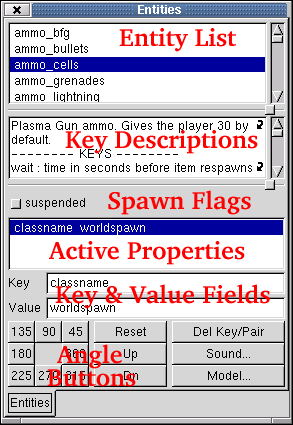 Entities
ammo_bfg
ammo_bullets
Entity List
ammo_cells
ammo_grenades
ammo_lightning
Plasma Gun ammo. Gives the player 30 by
default.
Key Descriptions
-------- KEYS --------
wait : time in seconds before item respawns
suspended
Spawn Flags
classname worldspawn
Active Properties
Key classname
Key & Value Fields
Value worldspawn
135 90 45 Reset Del Key/Pair
180 360 Up Sound...
Angle
Buttons
225 270 315 Dn Model...
Entities